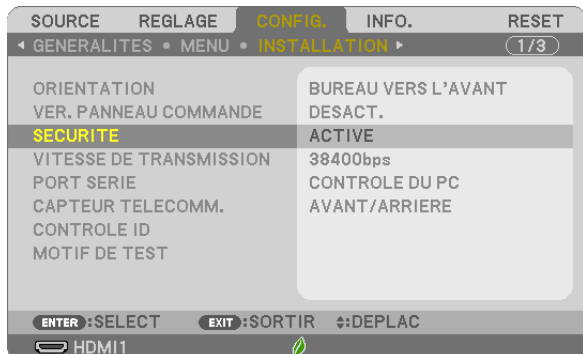 SOURCE REGLAGE CONFIG. INFO. RESET
GENERALITES • MENU • INSTALLATION 1/3
ORIENTATION BUREAU VERS L'AVANT
VER. PANNEAU COMMANDE DESACT.
SECURITE ACTIVE
VITESSE DE TRANSMISSION 38400bps
PORT SERIE CONTROLE DU PC
CAPTEUR TELECOMM. AVANT/ARRIERE
CONTROLE ID
MOTIF DE TEST
ENTER :SELECT EXIT :SORTIR :DEPLAC
HDMI1